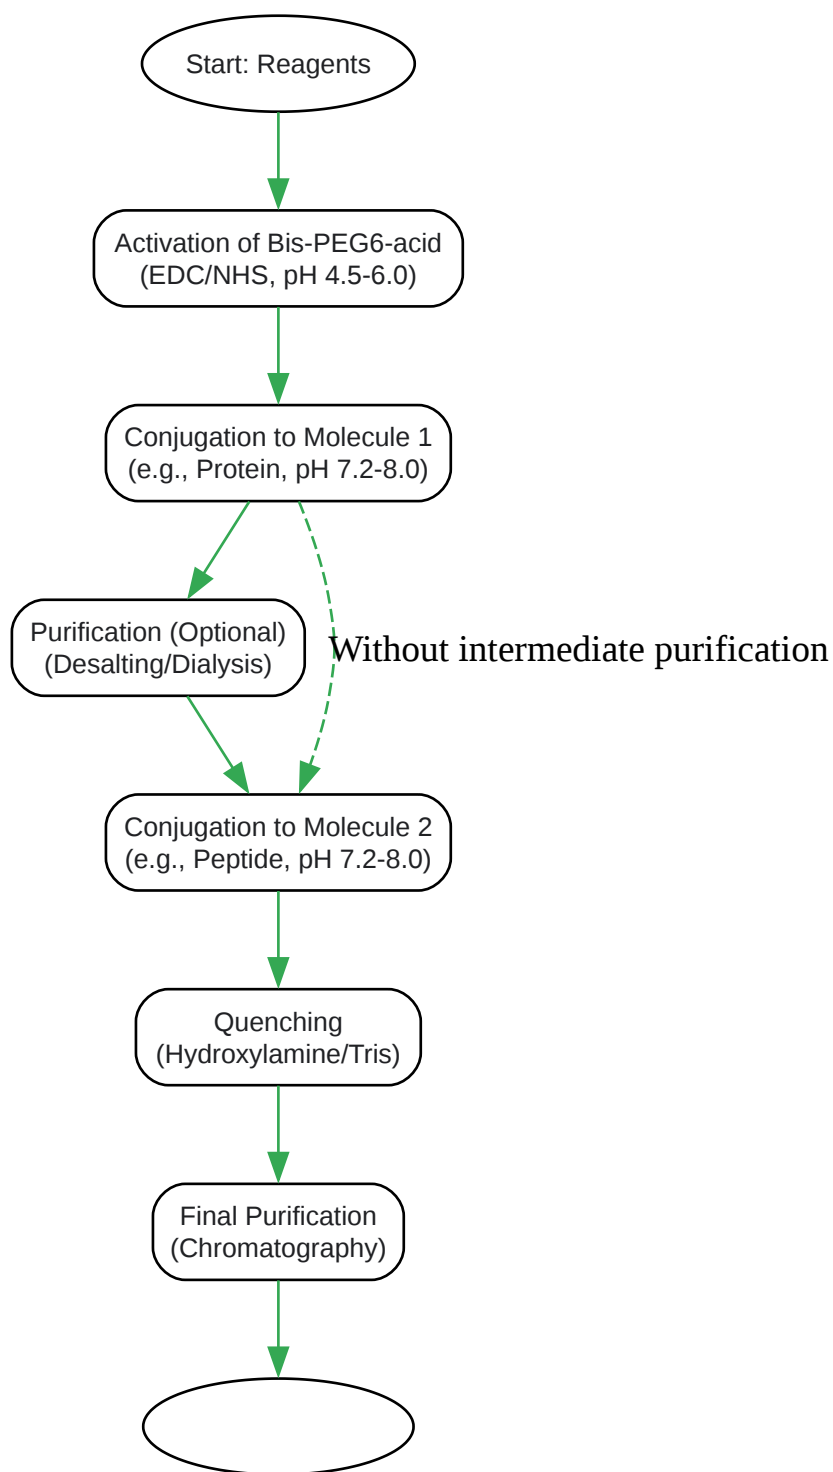 Start: Reagents
Activation of Bis-PEG6-acid
(EDC/NHS, pH 4.5-6.0)
Conjugation to Molecule 1
(e.g., Protein, pH 7.2-8.0)
Purification (Optional)
(Desalting/Dialysis)
Without intermediate purification
Conjugation to Molecule 2
(e.g., Peptide, pH 7.2-8.0)
Quenching
(Hydroxylamine/Tris)
Final Purification
(Chromatography)